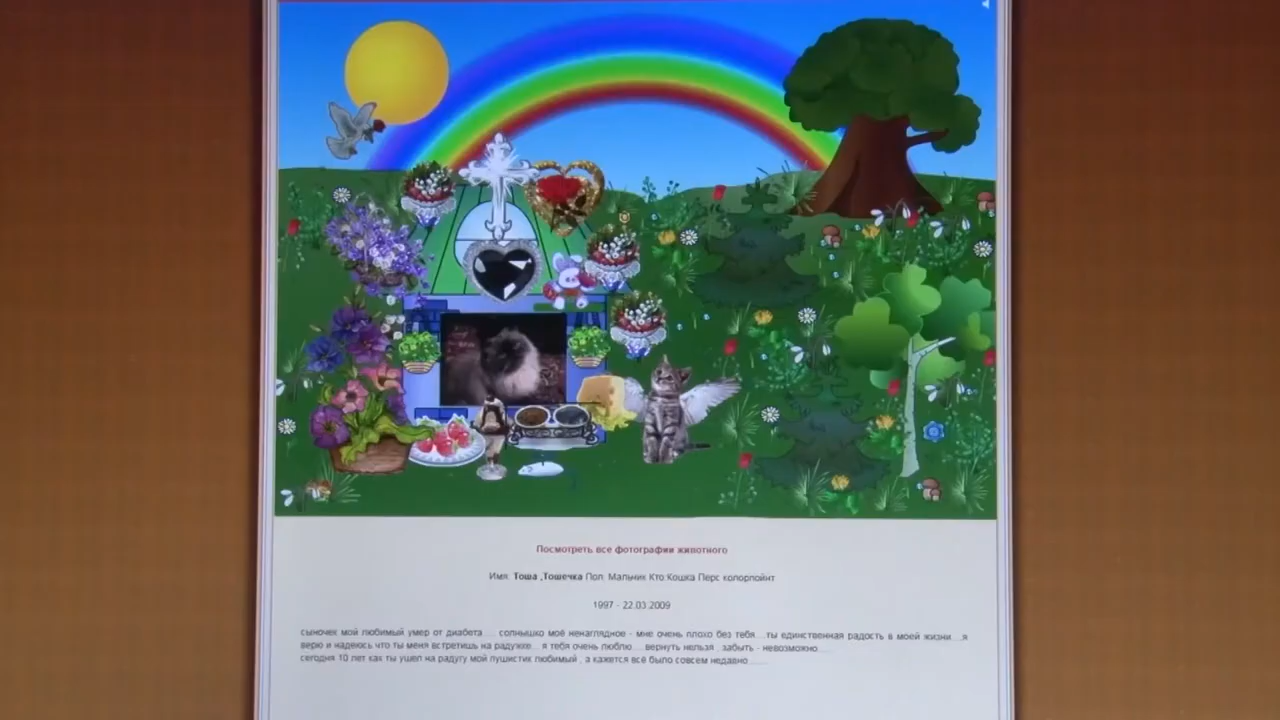 Посмотреть все фотографии животного
Имя: Тоша ,Тошечка Пол: Мальчик Кто:Кошка Перс колорпойнт
1997 - 22.03.2009
сыночек мой любимый умер от диабета..... солнышко моё ненаглядное - мне очень плохо без тебя.....ты единственная радость в моей жизни....я
верю и надеюсь что ты меня встретишь на радужке.... я тебя очень люблю.....вернуть нельзя , забыть - невозможно......
сегодня 10 лет как ты ушел на радугу мой пушистик любимый , а кажется всё было совсем недавно.......